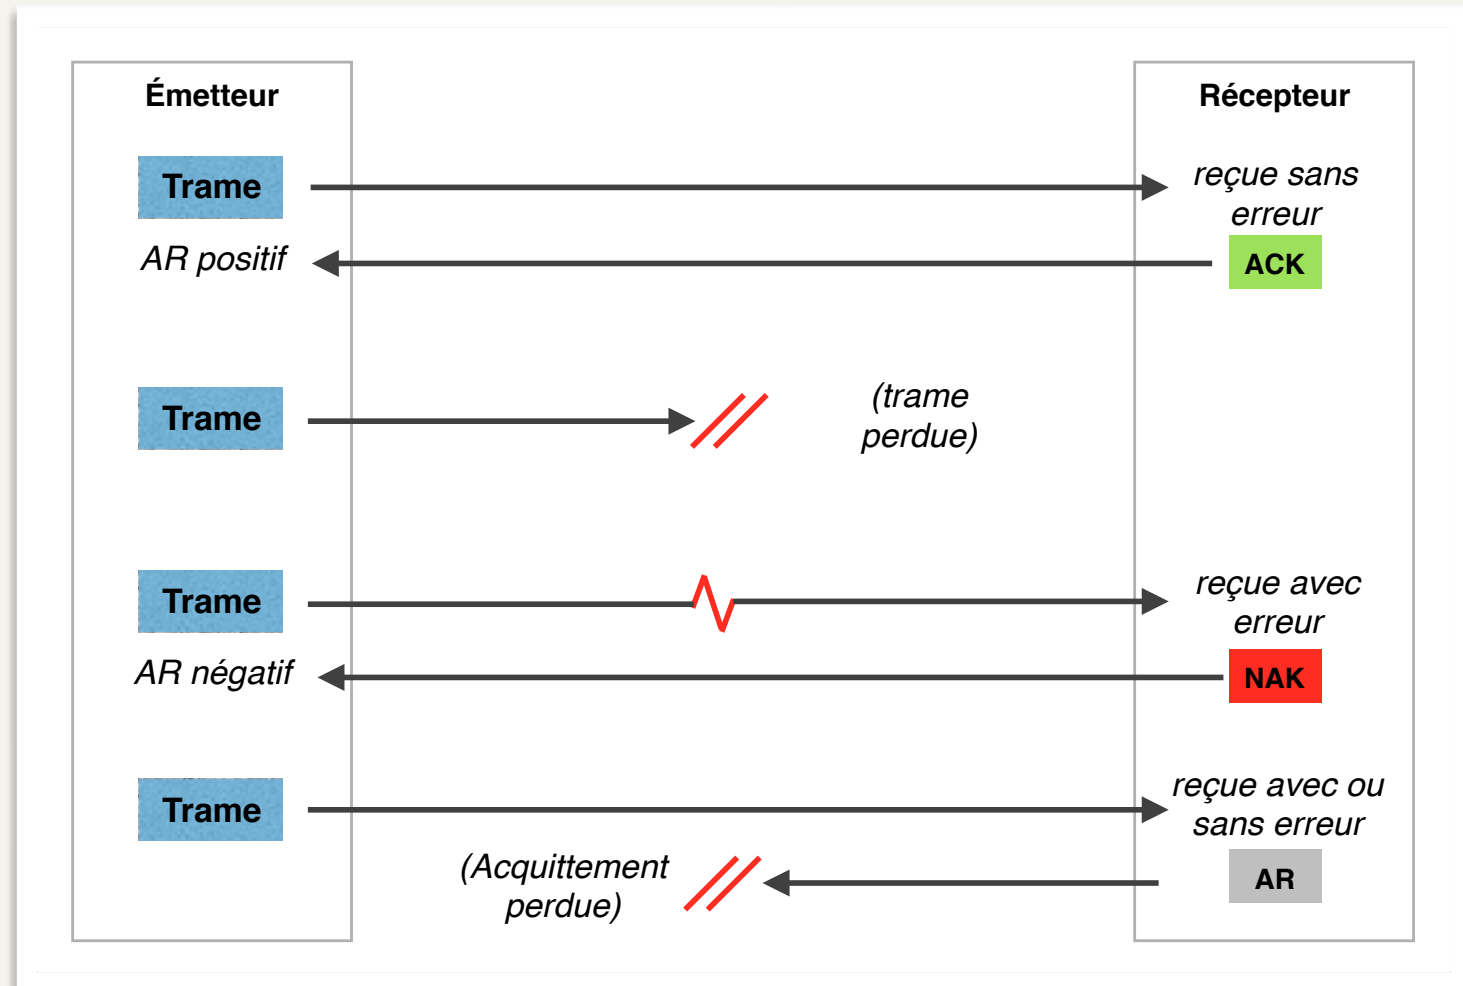 Émetteur
Récepteur
Trame
reçue sans
erreur
AR positif
ACK
Trame
(trame
perdue)
Trame
reçue avec
erreur
AR négatif
NAK
Trame
reçue avec ou
sans erreur
(Acquittement
perdue)
AR